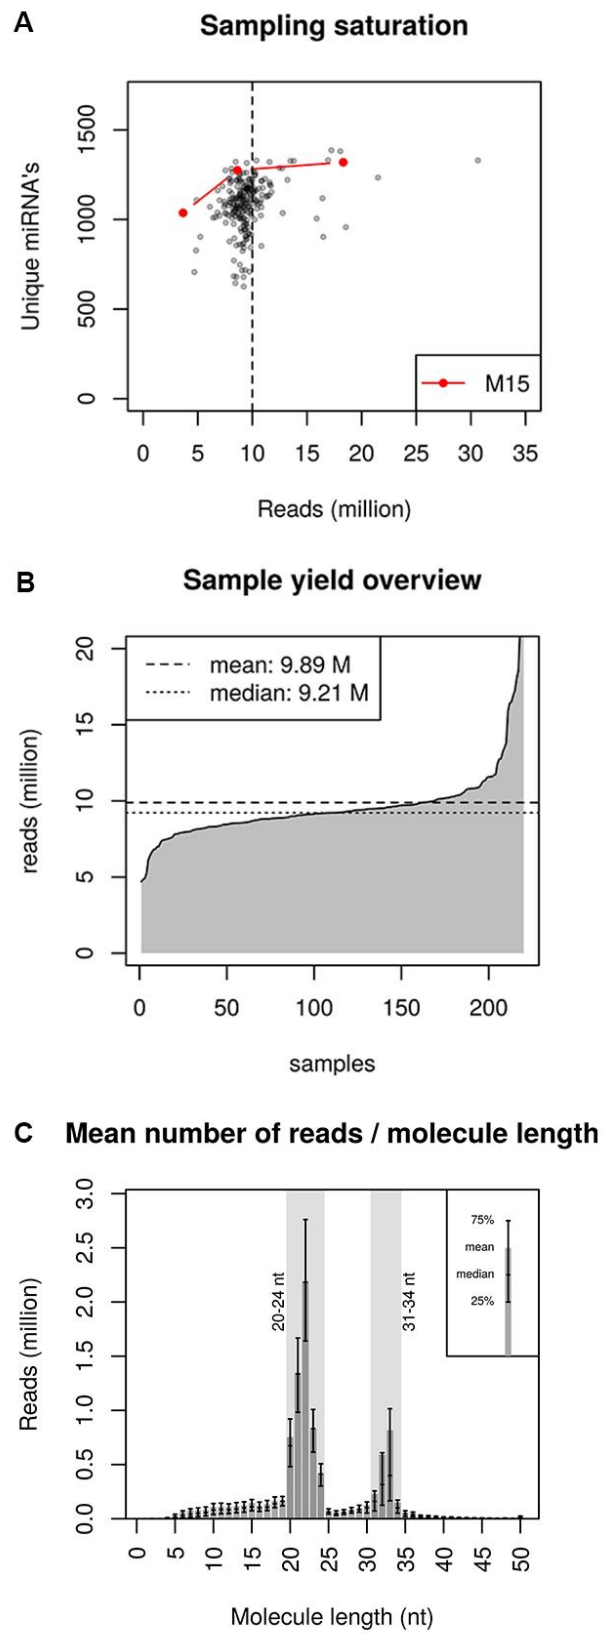 A
Sampling saturation
Unique miRNA's
1500
1000
500
0
M15
0 5 10 15 20 25 30 35
Reads (million)
B
Sample yield overview
reads (million)
20
15
10
5
0
mean: 9.89 M
median: 9.21 M
0 50 100 150 200
samples
C Mean number of reads / molecule length
Reads (million)
3.0
2.5
2.0
1.5
1.0
0.5
0.0
20-24 nt
31-34 nt
75%
mean
median
25%
0 5 10 15 20 25 30 35 40 45 50
Molecule length (nt)